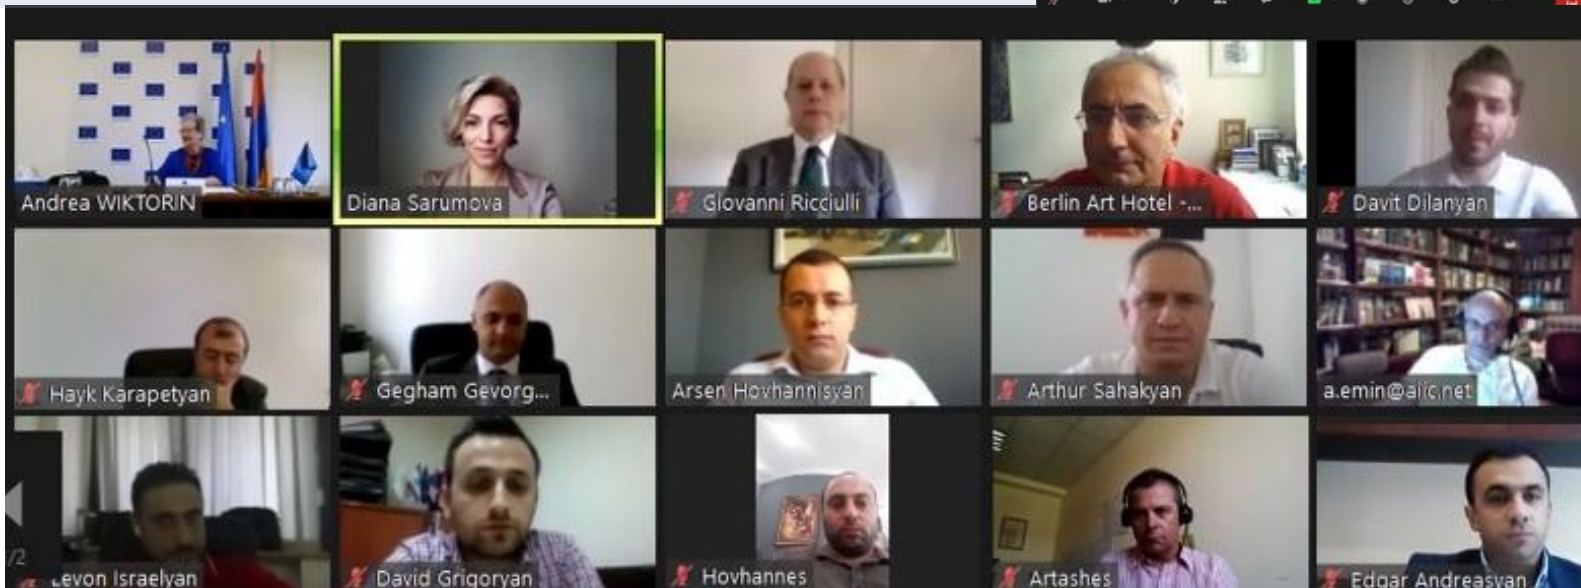 Andrea WIKTORIN
Diana Sarumova
Giovanni Ricciulli
Berlin Art Hotel -...
Davit Dilanyan
Hayk Karapetyan
Gegham Gevorg...
Arsen Hovhannisyan
Arthur Sahakyan
a.emin@aiic.net
/2
Levon Israelyan
David Grigoryan
Hovhannes
Artashes
Edgar Andreasyan